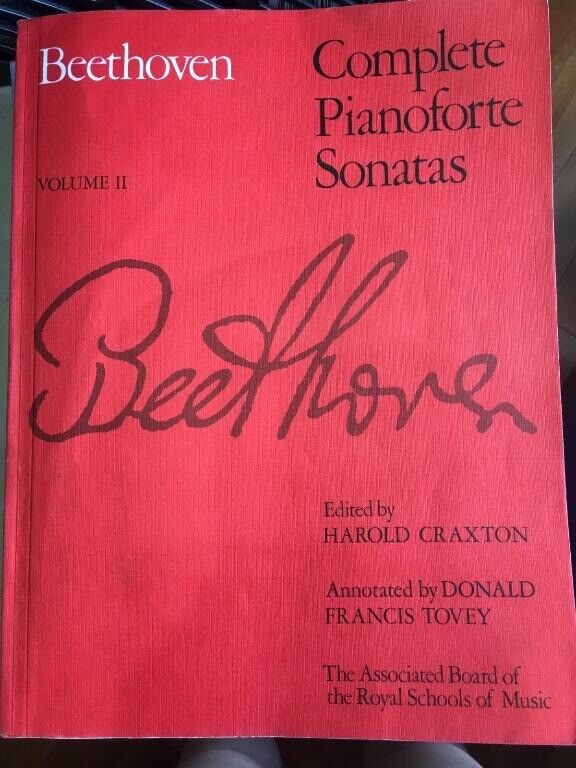 Beethoven
Complete
Pianoforte
Sonatas
VOLUME II
Beethoven
Edited by
HAROLD CRAXTON
Annotated by DONALD
FRANCIS TOVEY
The Associated Board of
the Royal Schools of Music